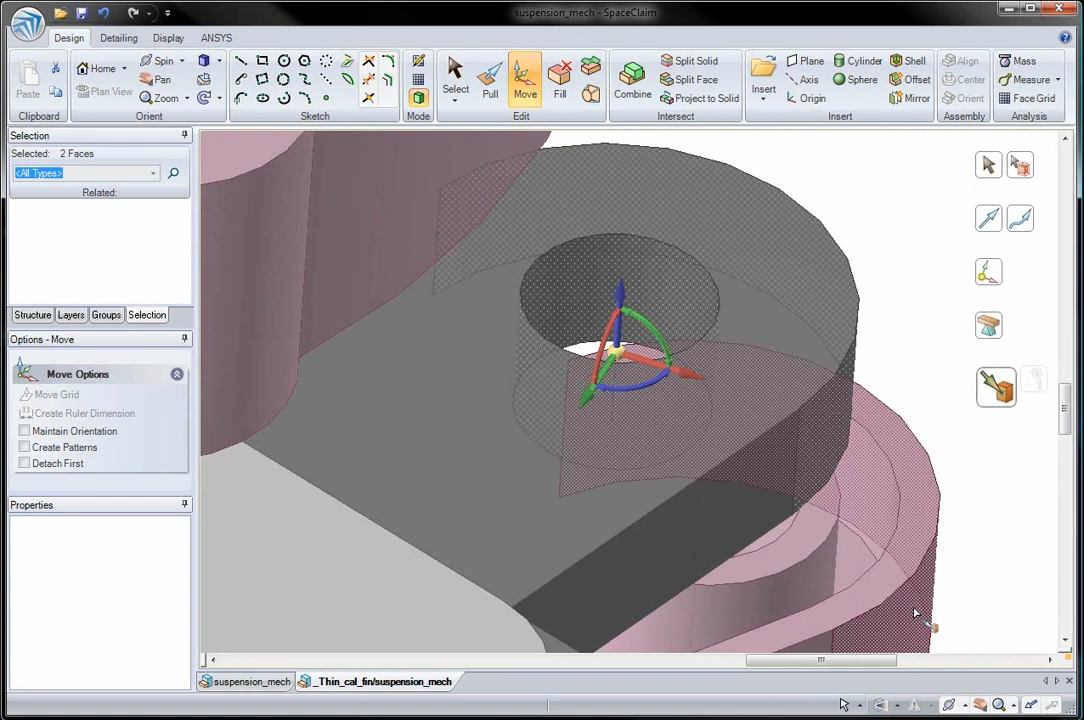 suspension_mech - SpaceClaim
Design Detailing Display ANSYS
Paste
Clipboard
Home
Plan View
Spin
Pan
Zoom
Orient
Sketch
Mode
Select
Pull
Move
Fill
Edit
Combine
Split Solid
Split Face
Project to Solid
Intersect
Insert
Plane
Axis
Origin
Cylinder
Sphere
Shell
Offset
Mirror
Insert
Align
Center
Orient
Assembly
Mass
Measure
Face Grid
Analysis
Selection
Selected: 2 Faces
<All Types>
Related:
Structure Layers Groups Selection
Options - Move
Move Options
Move Grid
Create Ruler Dimension
Maintain Orientation
Create Patterns
Detach First
Properties
suspension_mech
_Thin_cal_fin/suspension_mech